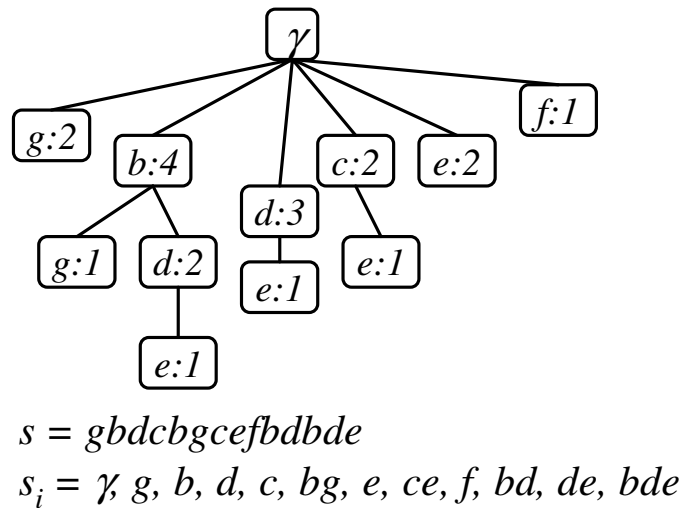 γ
g:2 b:4 d:3 c:2 e:2 f:1
g:1 d:2 e:1 e:1
e:1
s = gbdcbgcefbdbde
s_i = γ, g, b, d, c, bg, e, ce, f, bd, de, bde